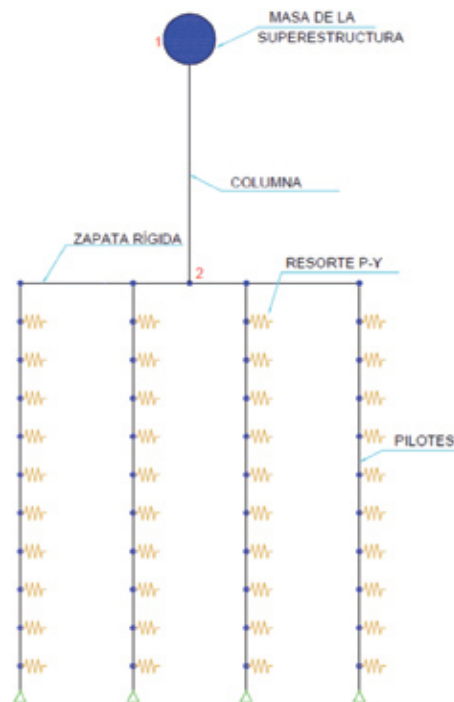 MASA DE LA
SUPERESTRUCTURA
1
COLUMNA
ZAPATA RÍGIDA
2
RESORTE P-Y
PILOTES